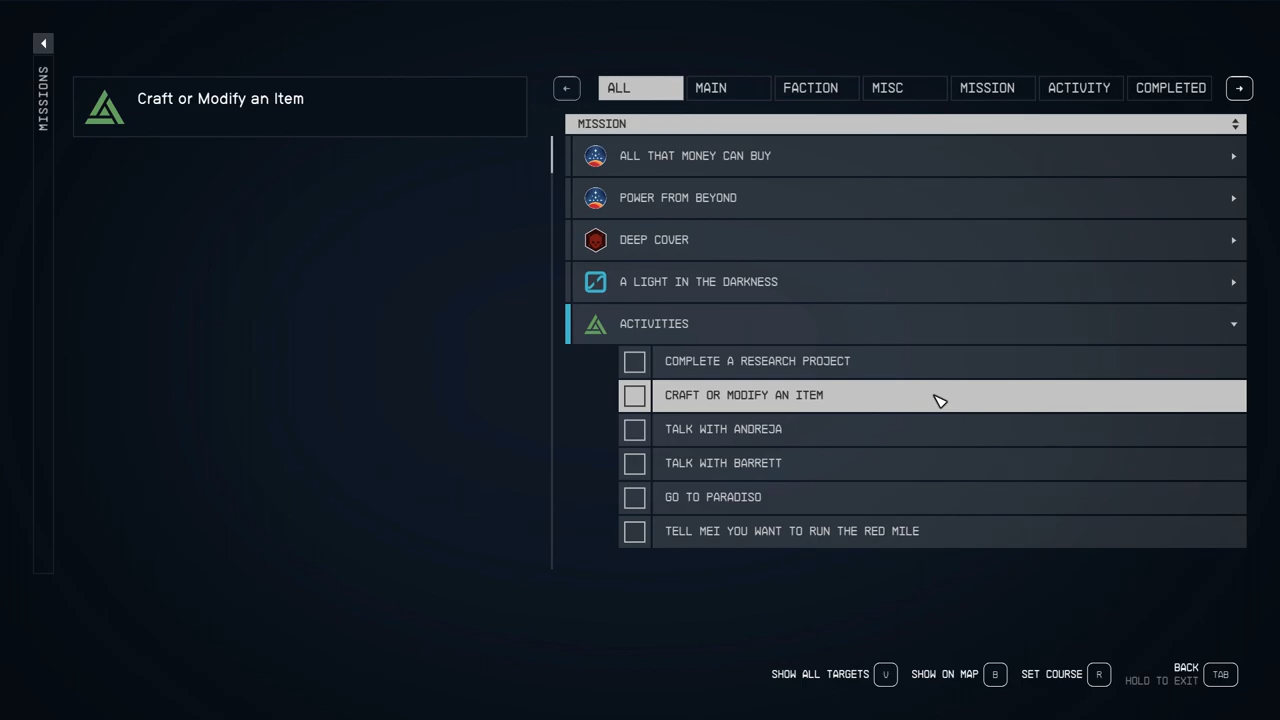 MISSIONS
Craft or Modify an Item
ALL MAIN FACTION MISC MISSION ACTIVITY COMPLETED
MISSION
ALL THAT MONEY CAN BUY
POWER FROM BEYOND
DEEP COVER
A LIGHT IN THE DARKNESS
ACTIVITIES
COMPLETE A RESEARCH PROJECT
CRAFT OR MODIFY AN ITEM
TALK WITH ANDREJA
TALK WITH BARRETT
GO TO PARADISO
TELL MEI YOU WANT TO RUN THE RED MILE
SHOW ALL TARGETS V SHOW ON MAP B SET COURSE R BACK TAB
HOLD TO EXIT